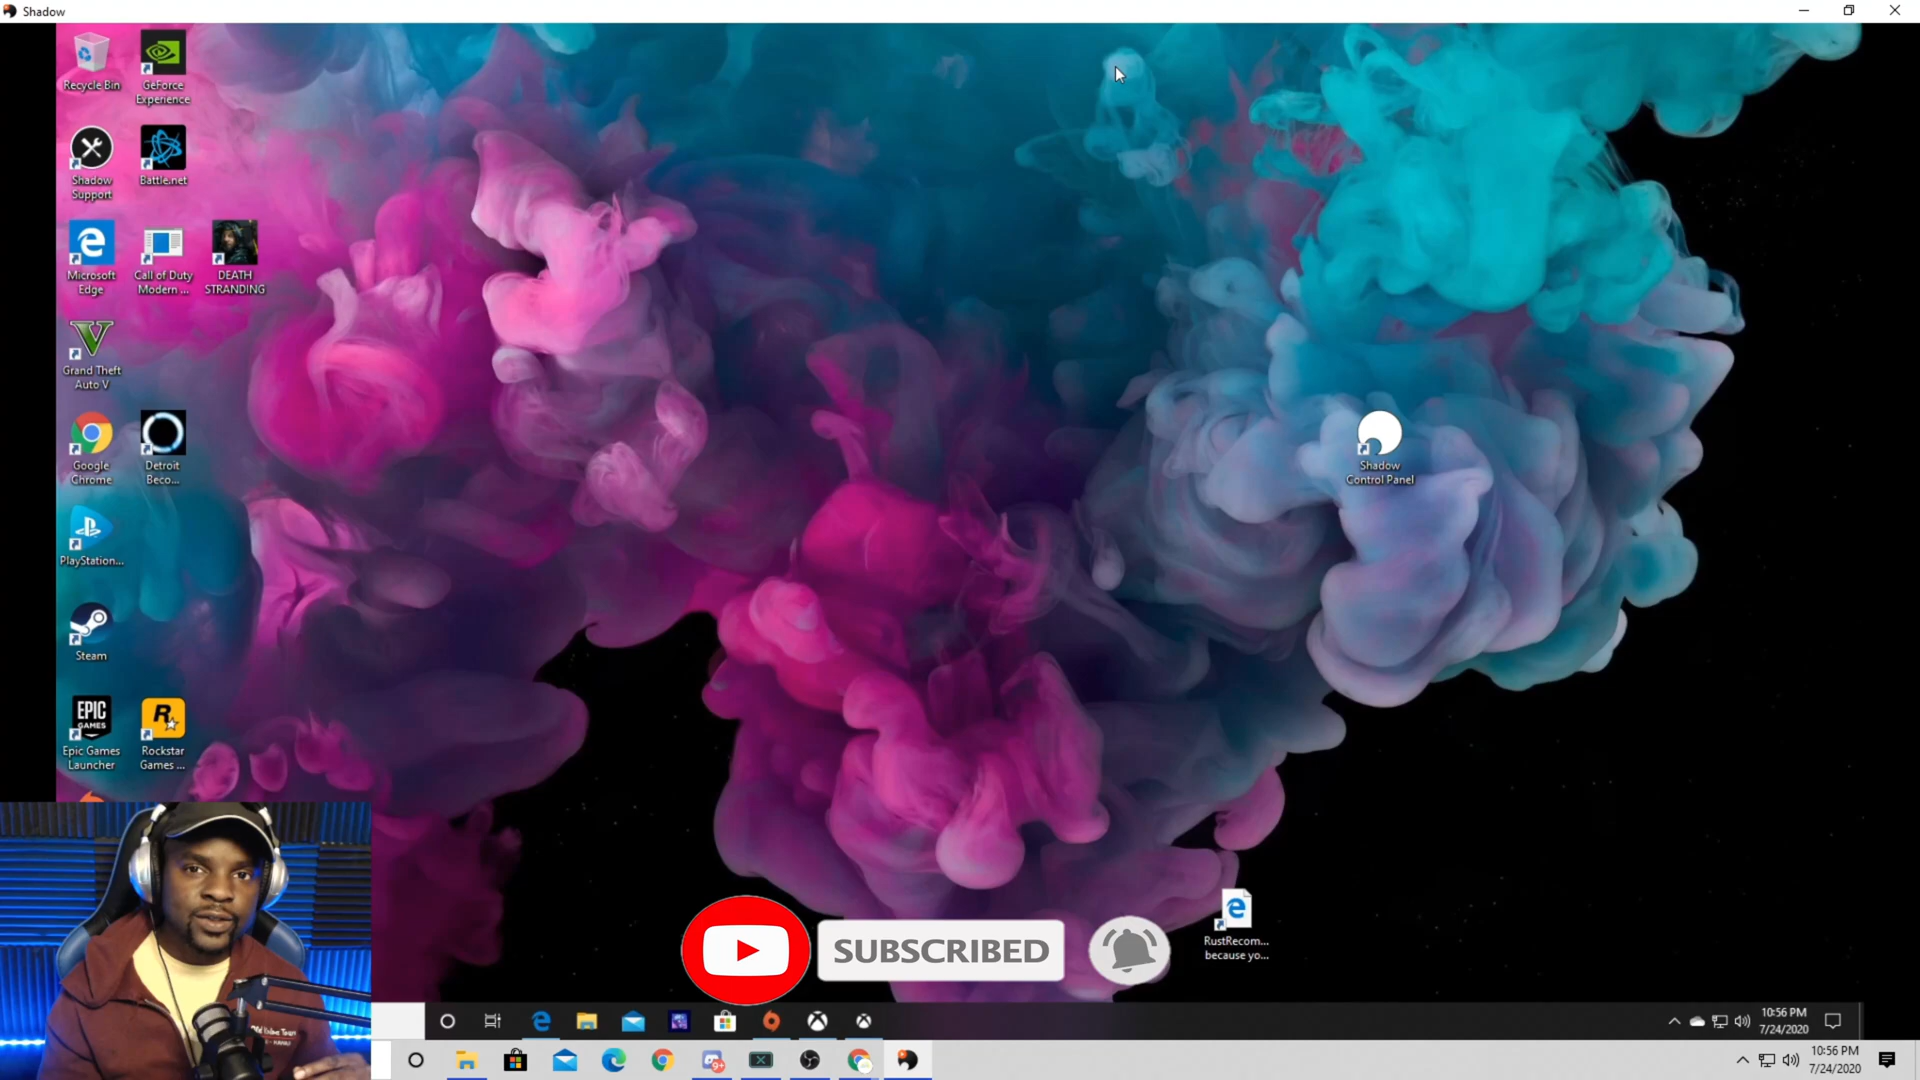 Shadow
Recycle Bin
GeForce
Experience
Shadow
Support
Battle.net
Microsoft
Edge
Call of Duty
Modern ...
DEATH
STRANDING
Grand Theft
Auto V
Google
Chrome
Detroit
Beco...
Shadow
Control Panel
PlayStation...
Steam
EPIC
GAMES
Epic Games
Launcher
Rockstar
Games ...
RustRecom...
because yo...
SUBSCRIBED
10:56 PM
7/24/2020
9+
10:56 PM
7/24/2020